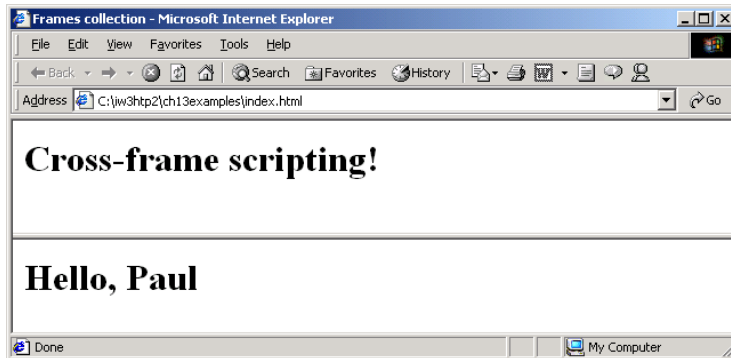 Frames collection - Microsoft Internet Explorer
File Edit View Favorites Tools Help
Back Search Favorites History
Address C:\iw3htp2\ch13examples\index.html Go
Cross-frame scripting!
Hello, Paul
Done My Computer